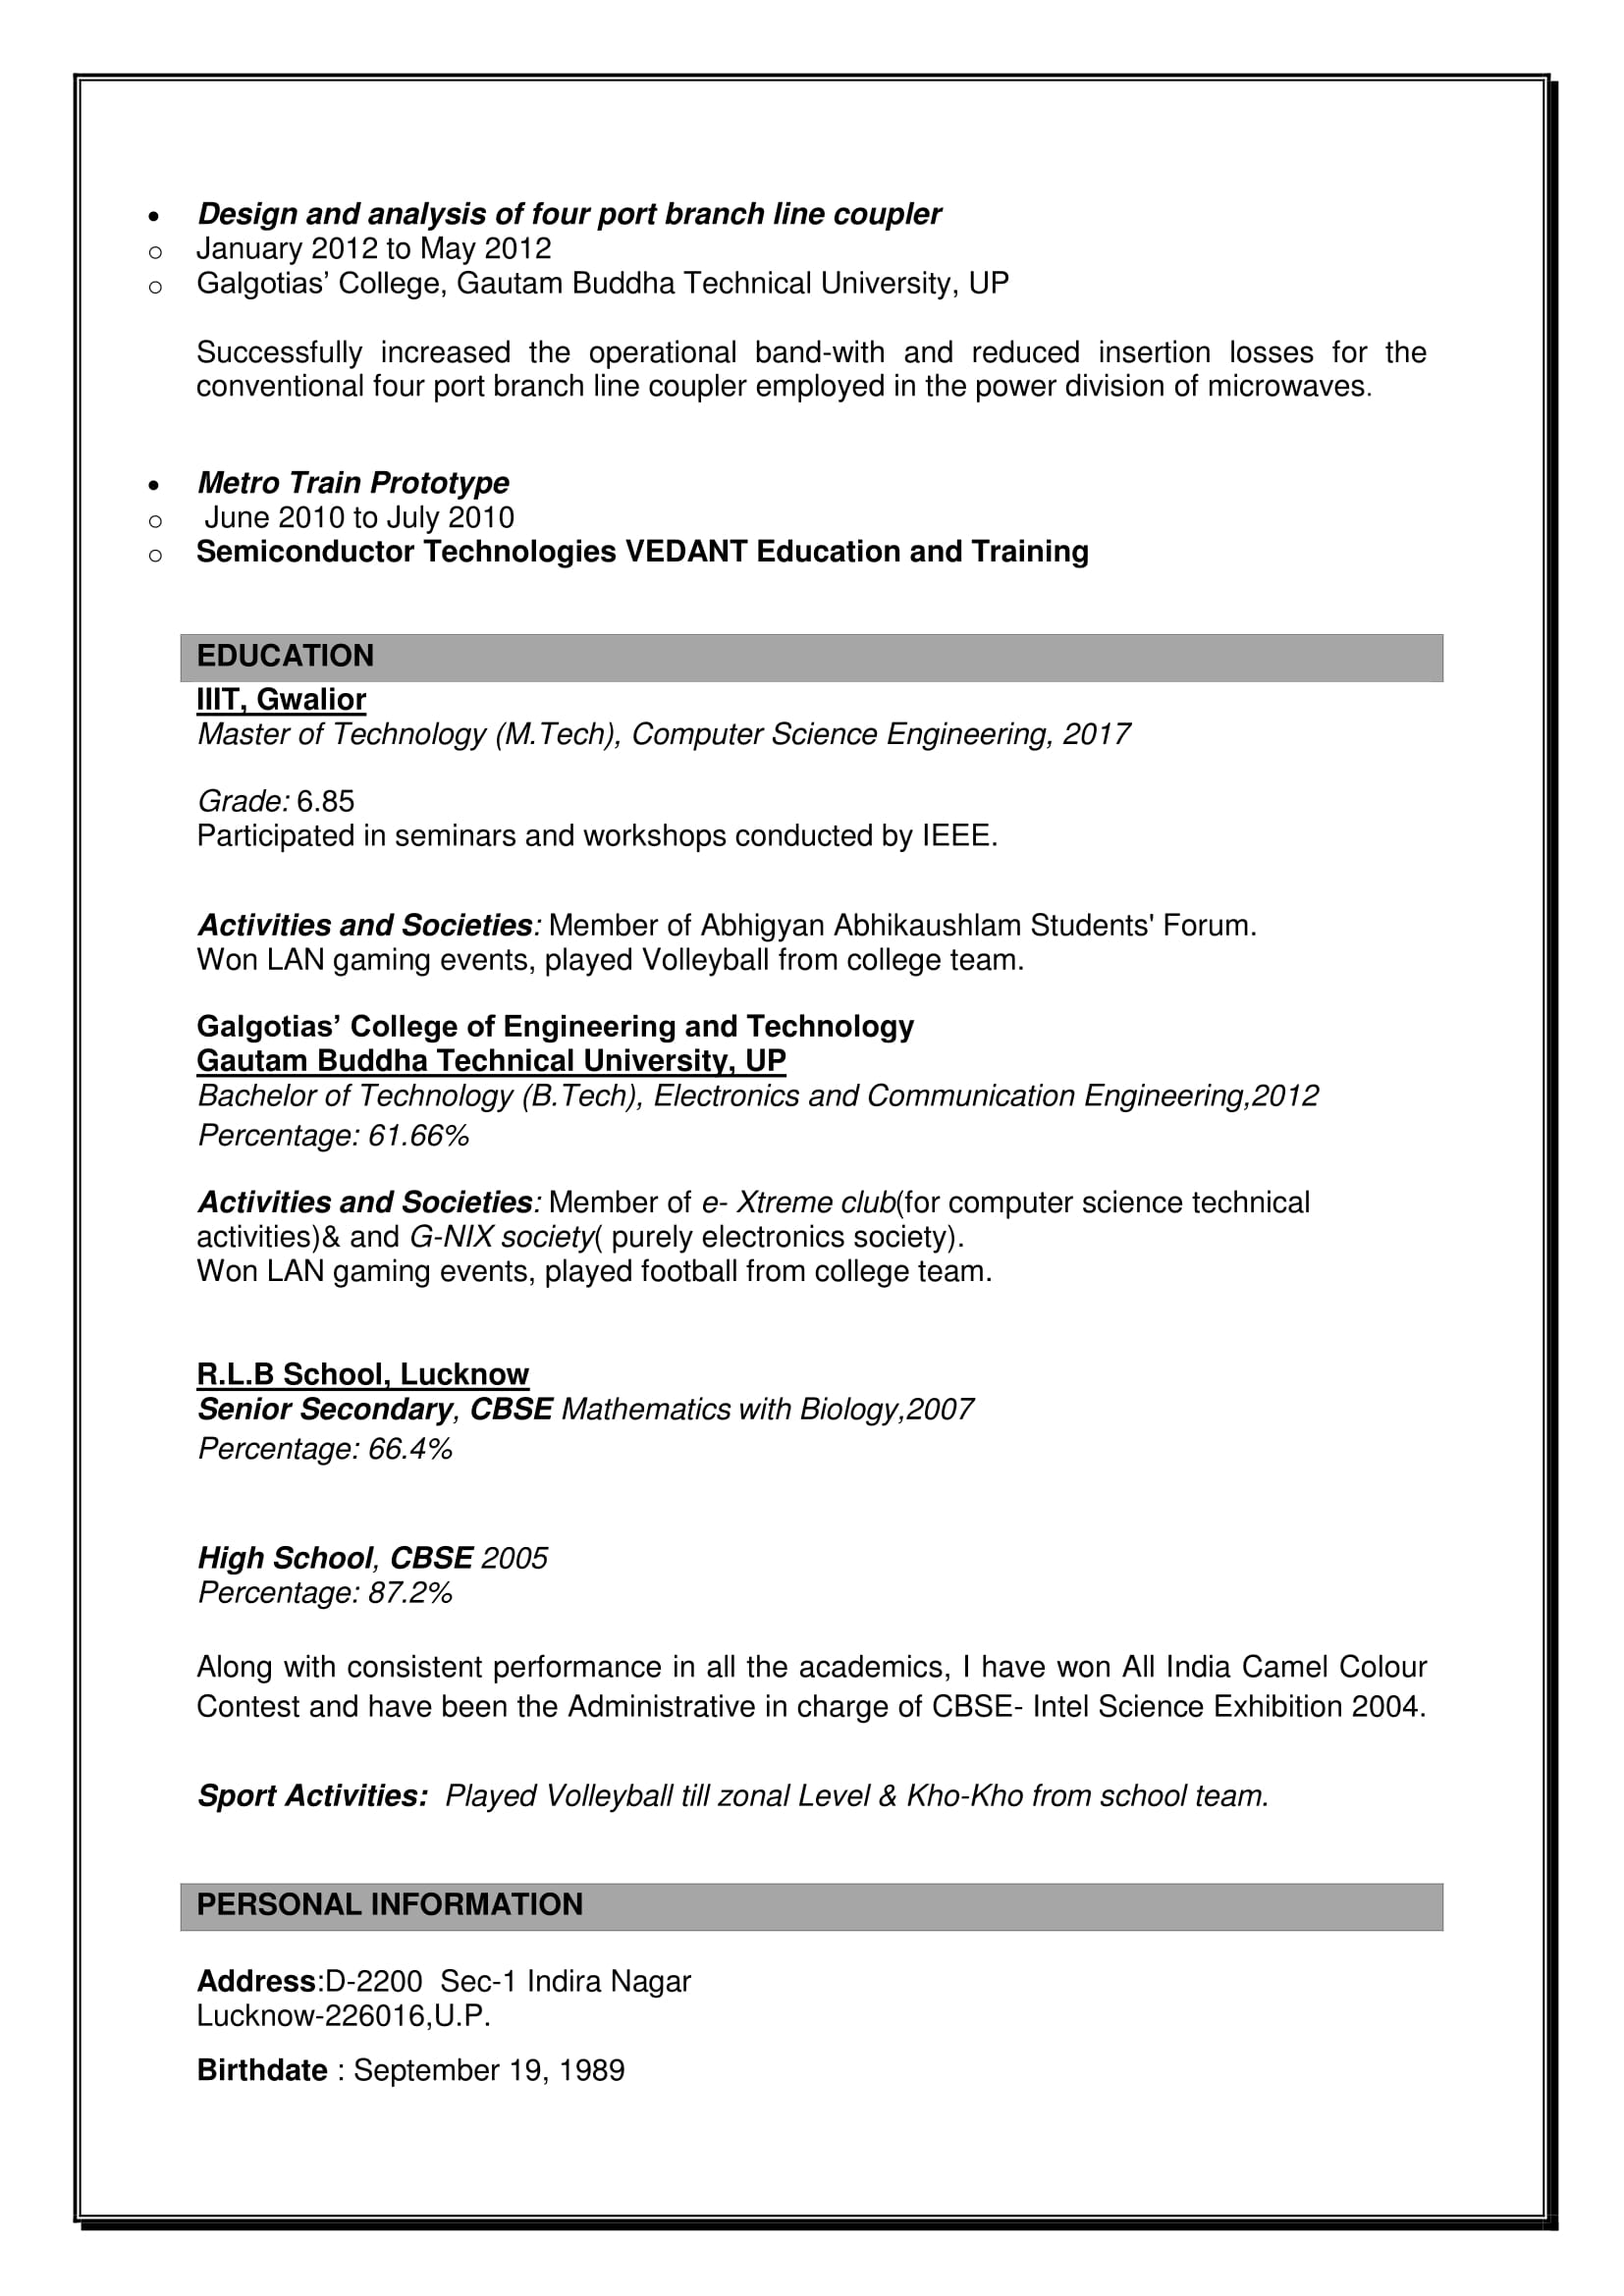 • Design and analysis of four port branch line coupler
o January 2012 to May 2012
o Galgotias’ College, Gautam Buddha Technical University, UP
Successfully increased the operational band-with and reduced insertion losses for the
conventional four port branch line coupler employed in the power division of microwaves.
• Metro Train Prototype
o June 2010 to July 2010
o Semiconductor Technologies VEDANT Education and Training
EDUCATION
IIIT, Gwalior
Master of Technology (M.Tech), Computer Science Engineering, 2017
Grade: 6.85
Participated in seminars and workshops conducted by IEEE.
Activities and Societies: Member of Abhigyan Abhikaushlam Students' Forum.
Won LAN gaming events, played Volleyball from college team.
Galgotias’ College of Engineering and Technology
Gautam Buddha Technical University, UP
Bachelor of Technology (B.Tech), Electronics and Communication Engineering,2012
Percentage: 61.66%
Activities and Societies: Member of e- Xtreme club(for computer science technical
activities)& and G-NIX society( purely electronics society).
Won LAN gaming events, played football from college team.
R.L.B School, Lucknow
Senior Secondary, CBSE Mathematics with Biology,2007
Percentage: 66.4%
High School, CBSE 2005
Percentage: 87.2%
Along with consistent performance in all the academics, I have won All India Camel Colour
Contest and have been the Administrative in charge of CBSE- Intel Science Exhibition 2004.
Sport Activities: Played Volleyball till zonal Level & Kho-Kho from school team.
PERSONAL INFORMATION
Address:D-2200 Sec-1 Indira Nagar
Lucknow-226016,U.P.
Birthdate : September 19, 1989